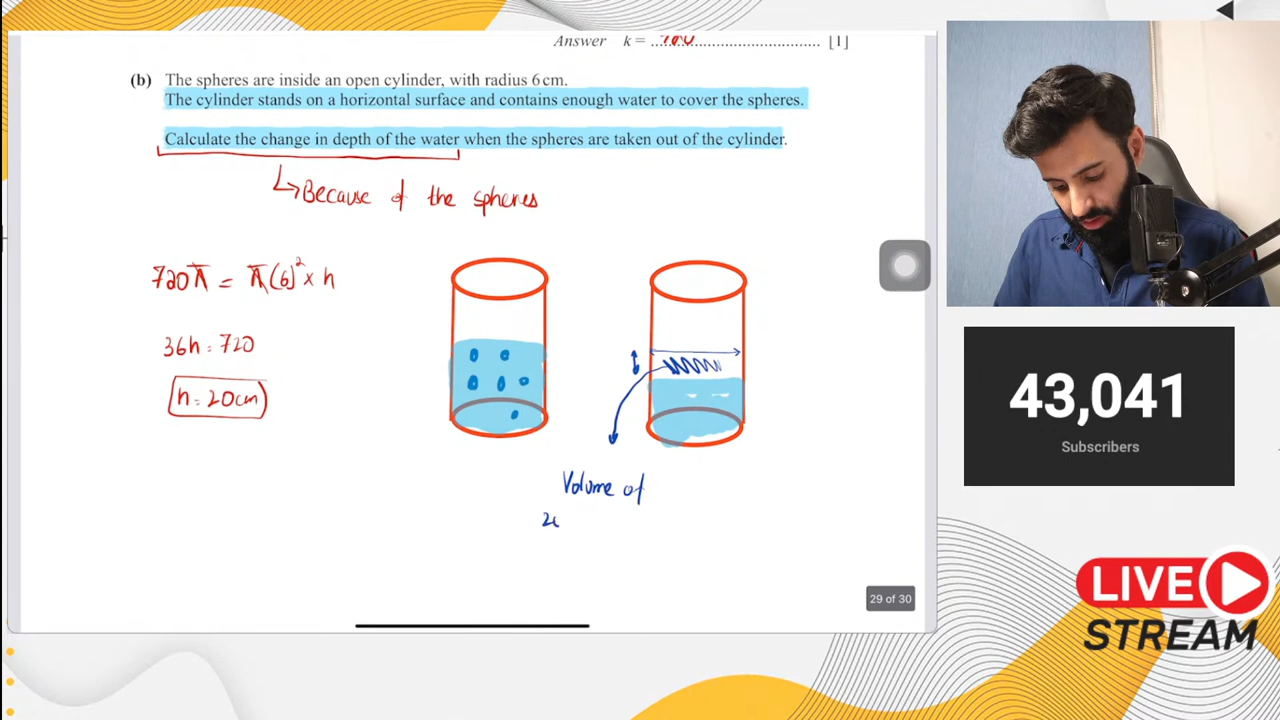 Answer k = ...700... [1]
(b) The spheres are inside an open cylinder, with radius 6 cm.
The cylinder stands on a horizontal surface and contains enough water to cover the spheres.
Calculate the change in depth of the water when the spheres are taken out of the cylinder.
Because of the spheres
720π = π(6)² × h
36h = 720
h = 20cm
Volume of
43,041
Subscribers
29 of 30
LIVE
STREAM